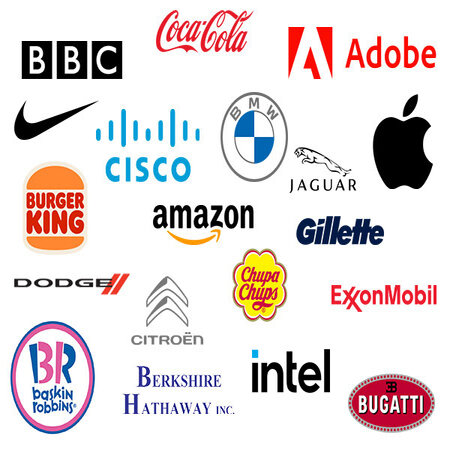 Coca-Cola
BBC
Adobe
BMW
CISCO
JAGUAR
BURGER
KING
amazon
Gillette
DODGE
Chupa
Chups
ExxonMobil
CITROËN
BR
baskin
robbins
BERKSHIRE
HATHAWAY INC.
intel
EB
BUGATTI